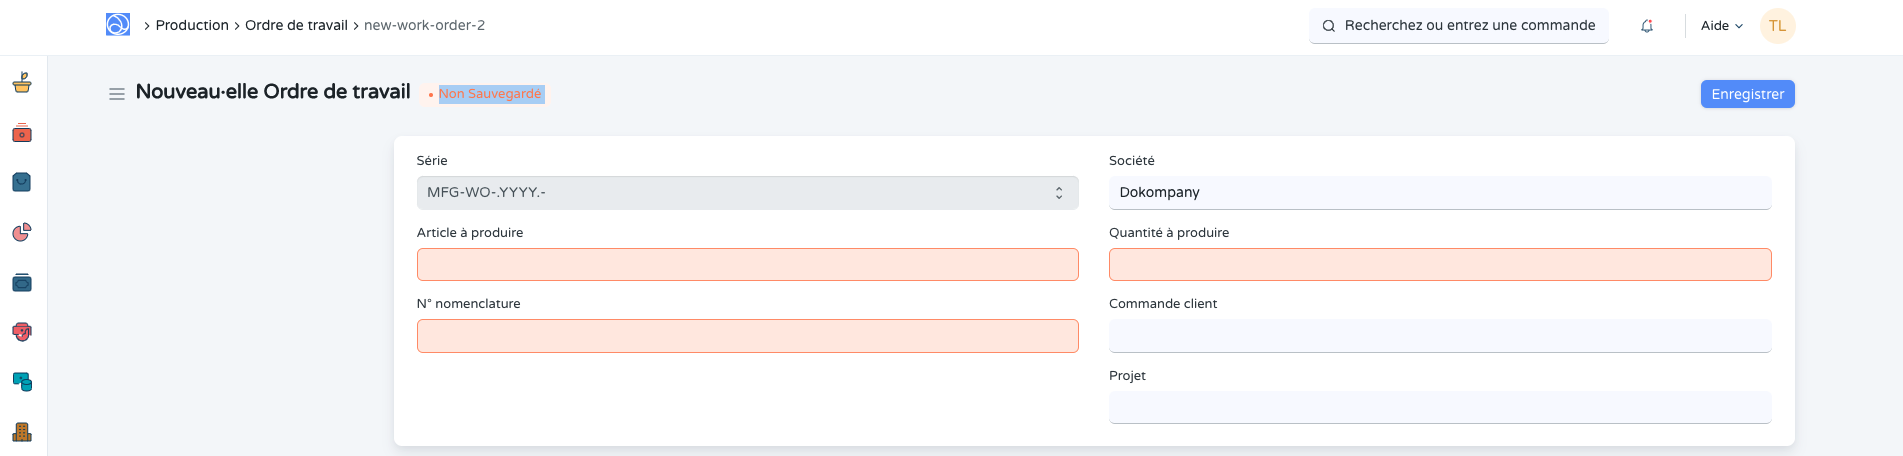 Production Ordre de travail new-work-order-2
Recherchez ou entrez une commande
Aide
TL
Nouveau·elle Ordre de travail
Non Sauvegardé
Enregistrer
Série
MFG-WO-.YYYY.-
Société
Dokompany
Article à produire
Quantité à produire
N° nomenclature
Commande client
Projet